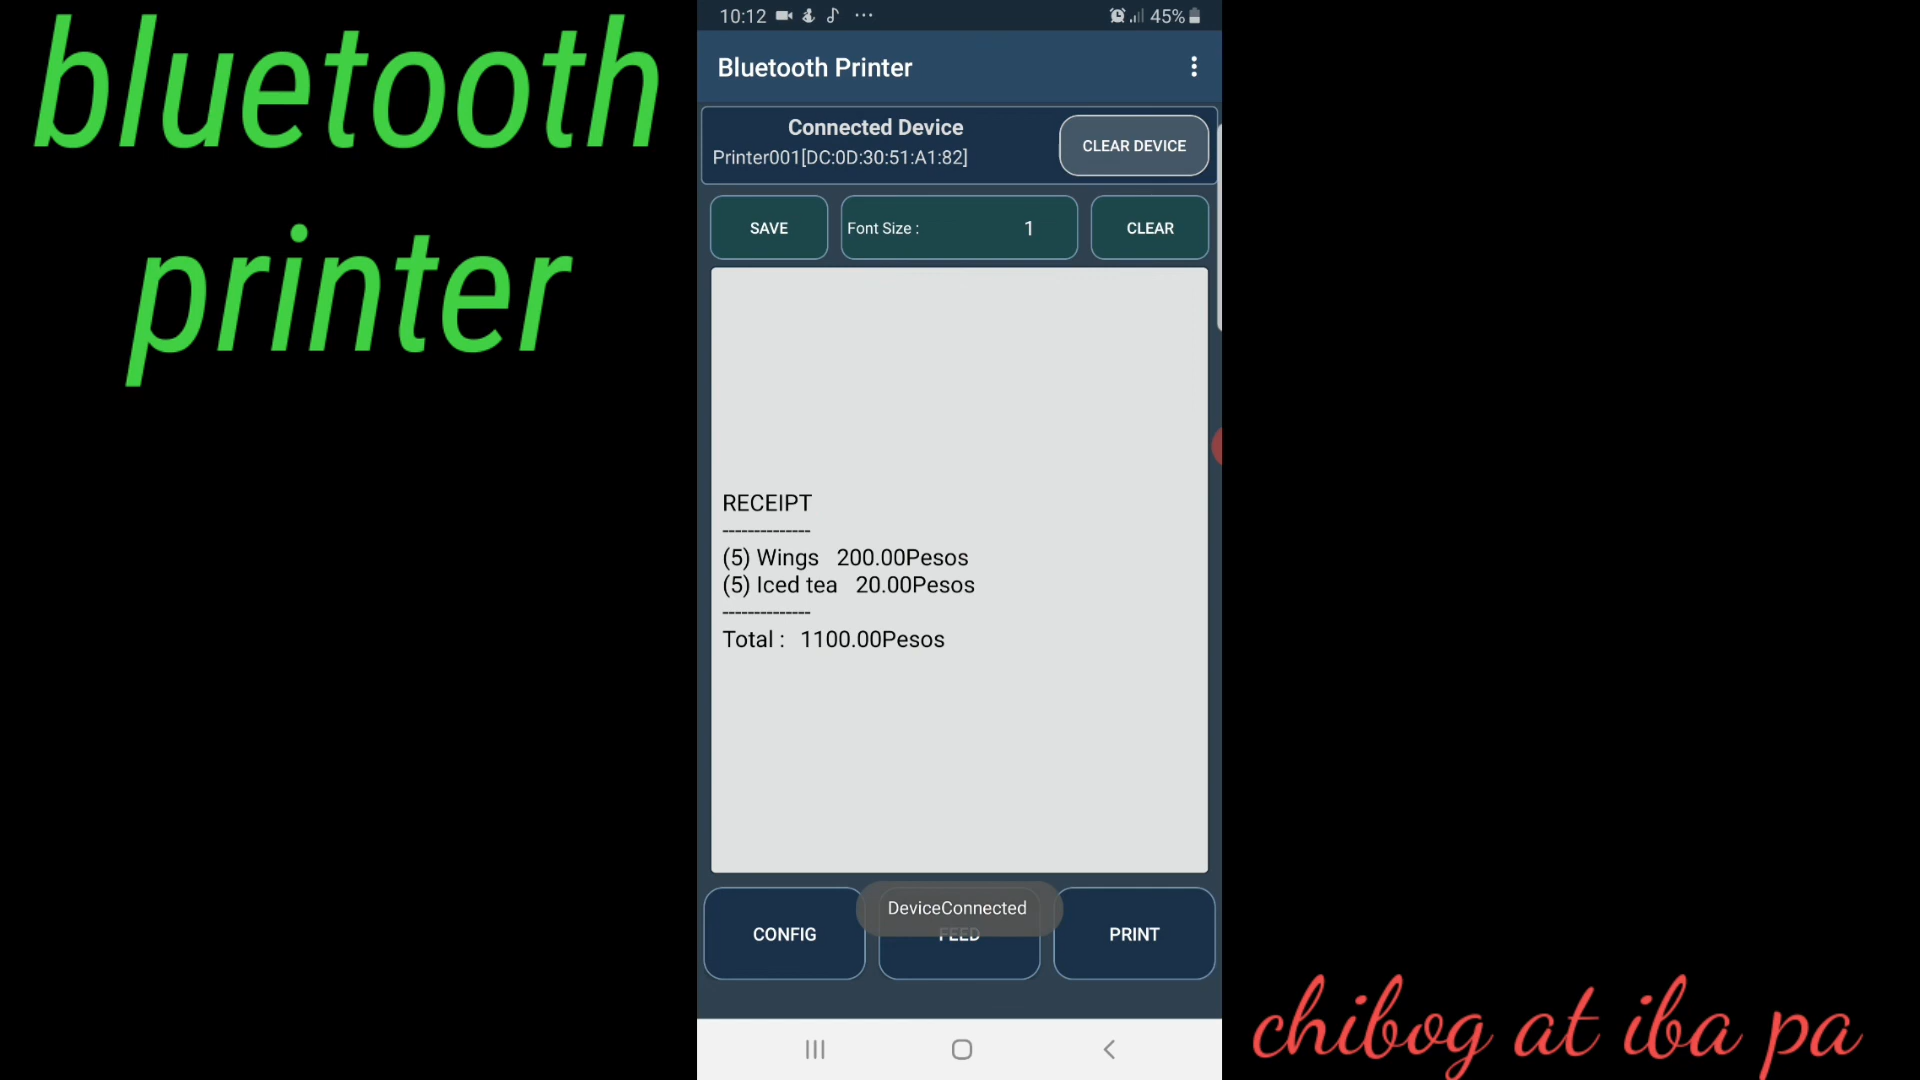 bluetooth
printer
10:12 45%
Bluetooth Printer
Connected Device
Printer001[DC:0D:30:51:A1:82]
CLEAR DEVICE
SAVE
Font Size : 1
CLEAR
RECEIPT
--------------
(5) Wings 200.00Pesos
(5) Iced tea 20.00Pesos
--------------
Total : 1100.00Pesos
DeviceConnected
CONFIG
FEED
PRINT
chibog at iba pa